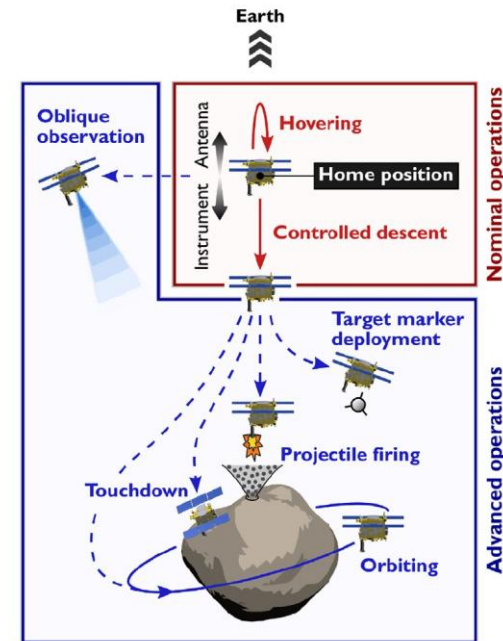 Earth
Oblique
observation
Antenna
Instrument
Hovering
Home position
Controlled descent
Nominal operations
Target marker
deployment
Projectile firing
Touchdown
Orbiting
Advanced operations